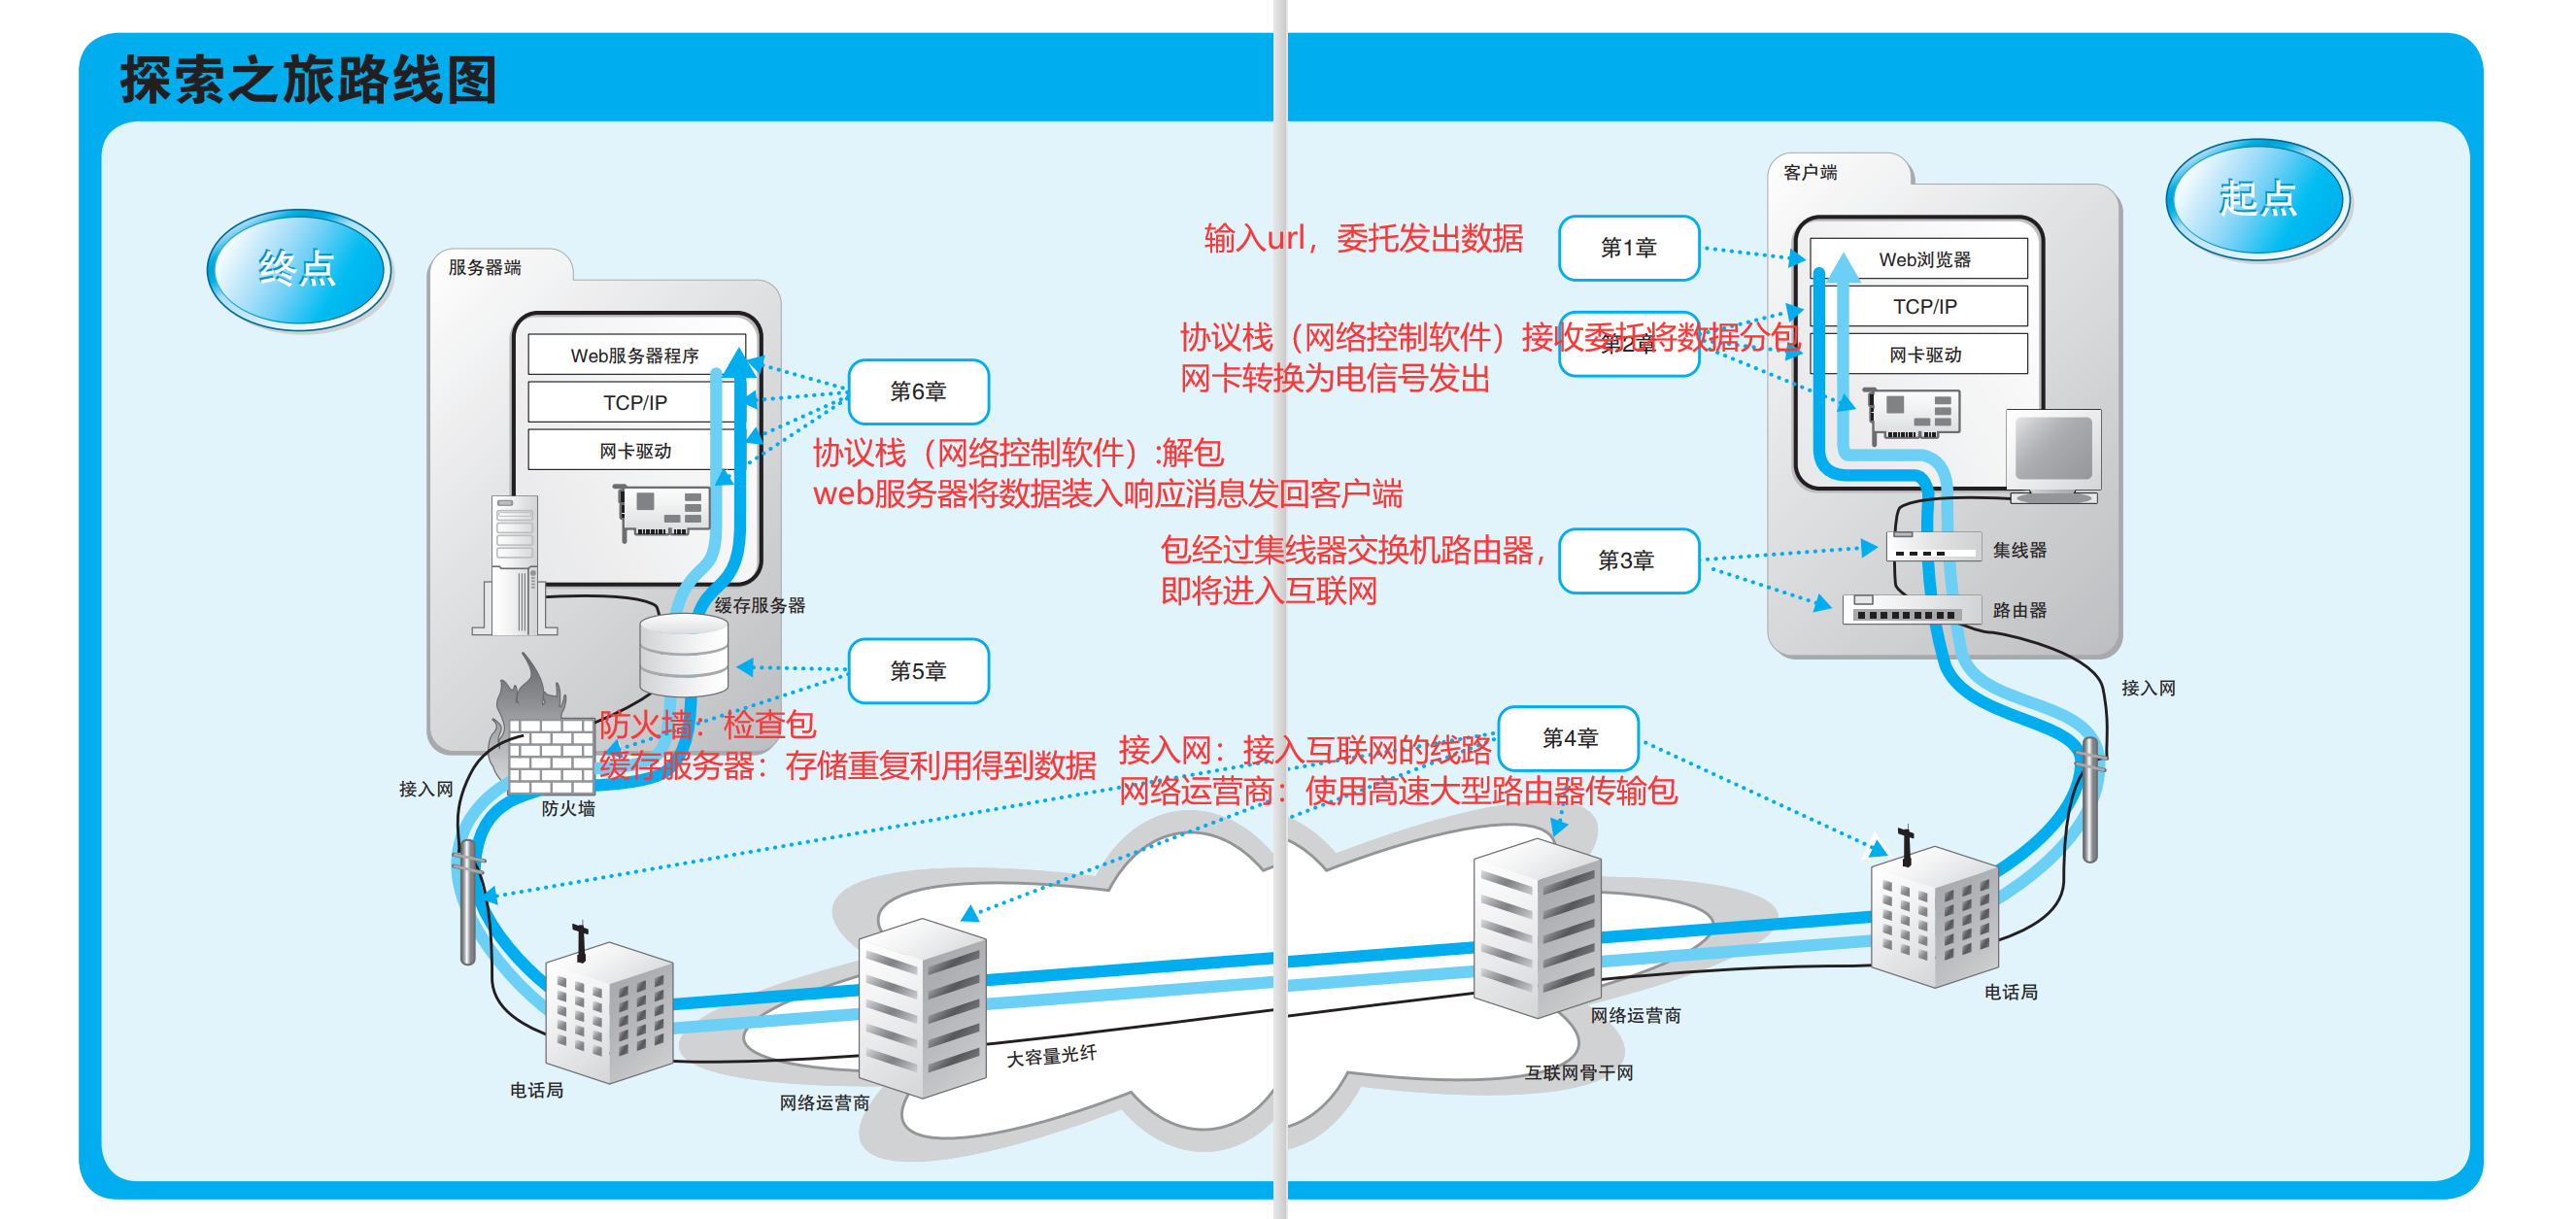 探索之旅路线图
终点
服务器端
Web服务器程序
TCP/IP
网卡驱动
缓存服务器
第6章
协议栈（网络控制软件）:解包
web服务器将数据装入响应消息发回客户端
第5章
防火墙：检查包
缓存服务器：存储重复利用得到数据
接入网
防火墙
电话局
网络运营商
大容量光纤
起点
客户端
输入url，委托发出数据
第1章
Web浏览器
TCP/IP
网卡驱动
第2章
协议栈（网络控制软件）接收委托将数据分包
网卡转换为电信号发出
包经过集线器交换机路由器，
即将进入互联网
第3章
集线器
路由器
接入网
第4章
接入网：接入互联网的线路
网络运营商：使用高速大型路由器传输包
网络运营商
互联网骨干网
电话局